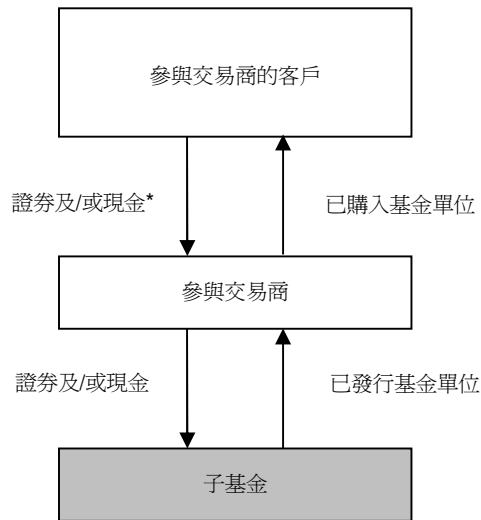 參與交易商的客戶
證券及/或現金*
已購入基金單位
參與交易商
證券及/或現金
已發行基金單位
子基金